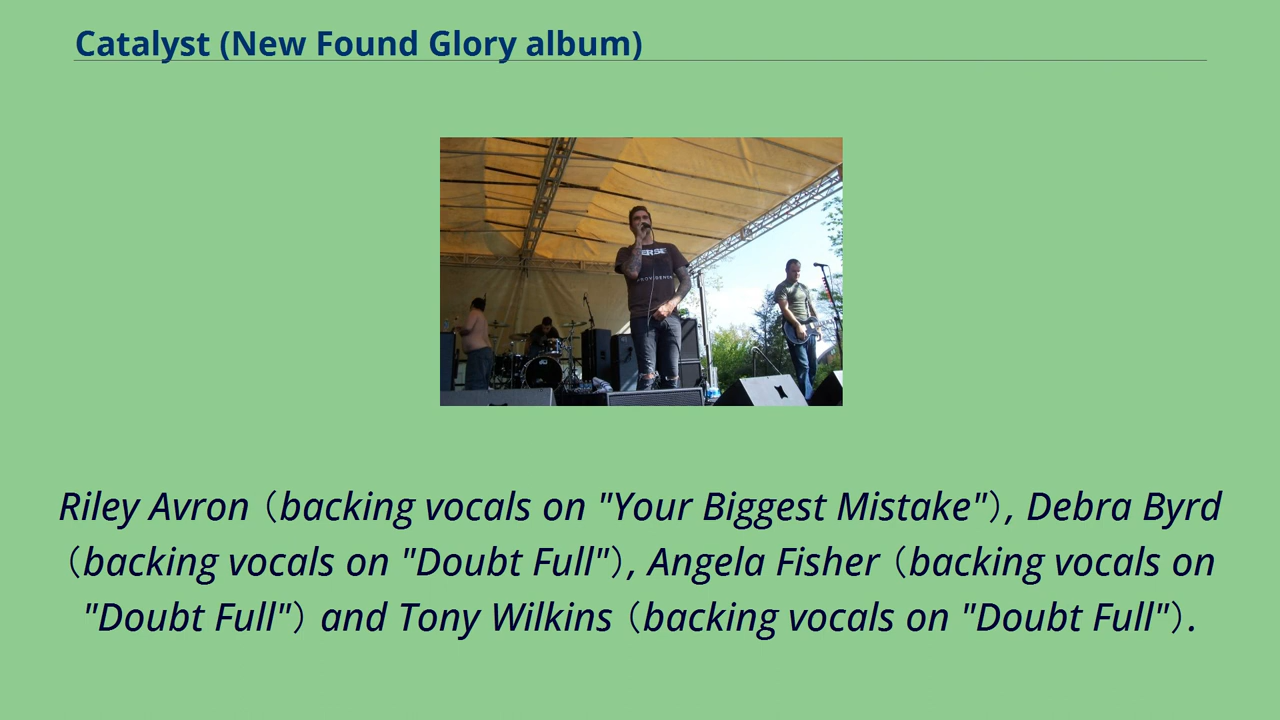 Catalyst (New Found Glory album)
Riley Avron（backing vocals on "Your Biggest Mistake"）, Debra Byrd
（backing vocals on "Doubt Full"）, Angela Fisher（backing vocals on
"Doubt Full"）and Tony Wilkins（backing vocals on "Doubt Full"）.